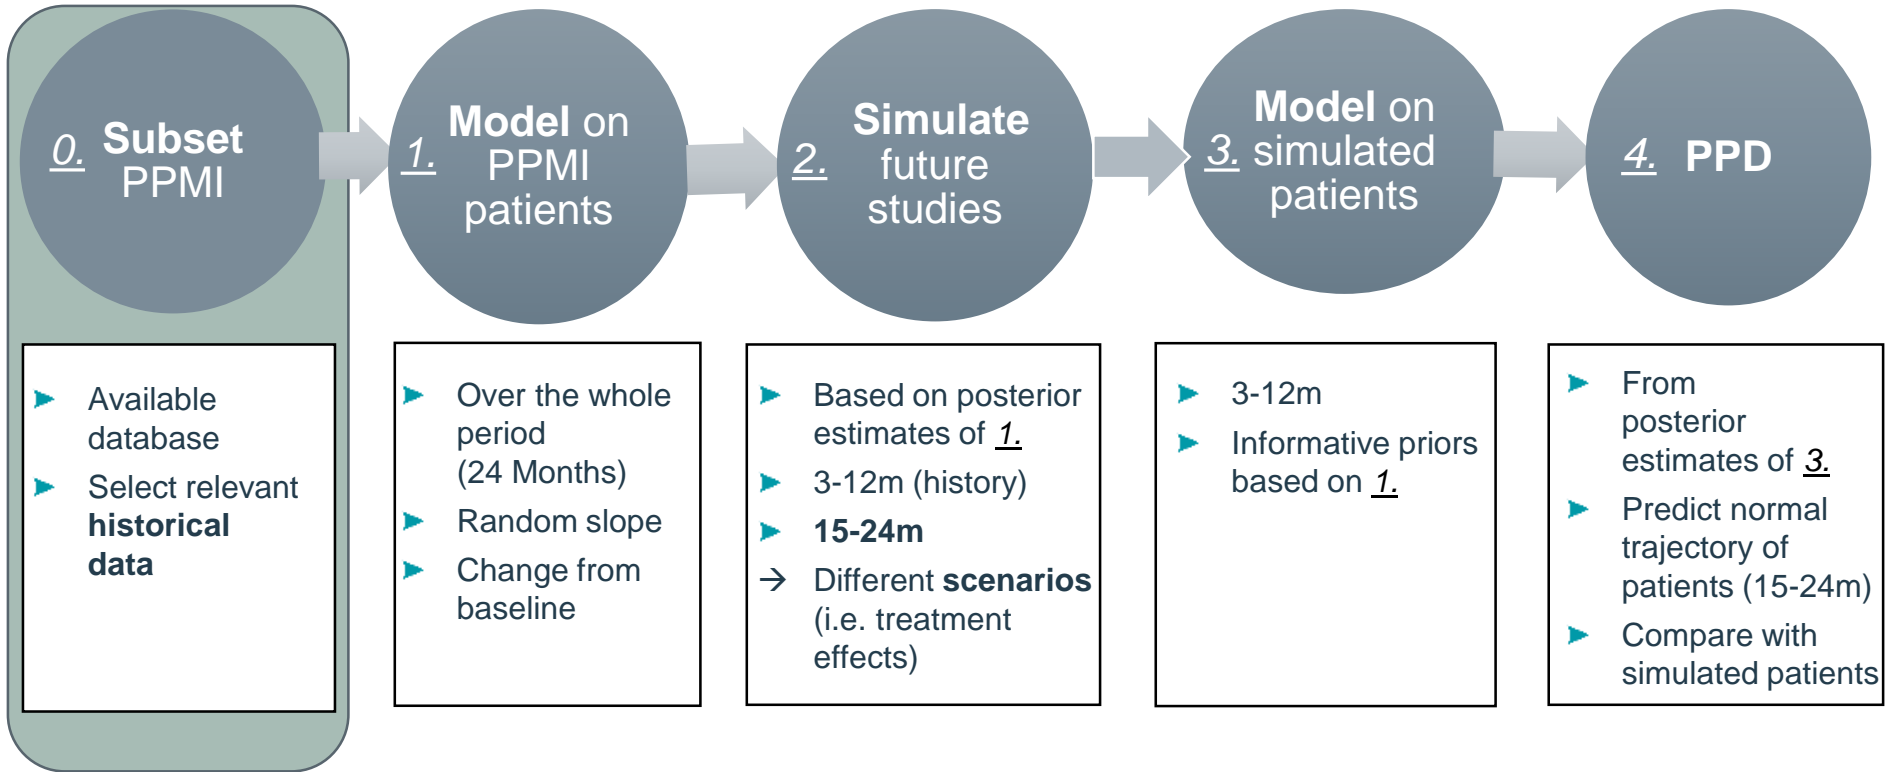 0. Subset
PPMI
1. Model on
PPMI
patients
2. Simulate
future
studies
3. Model on
simulated
patients
4. PPD
► Available
database
► Select relevant
historical
data
► Over the whole
period
(24 Months)
► Random slope
► Change from
baseline
► Based on posterior
estimates of 1.
► 3-12m (history)
► 15-24m
→ Different scenarios
(i.e. treatment
effects)
► 3-12m
► Informative priors
based on 1.
► From
posterior
estimates of 3.
► Predict normal
trajectory of
patients (15-24m)
► Compare with
simulated patients